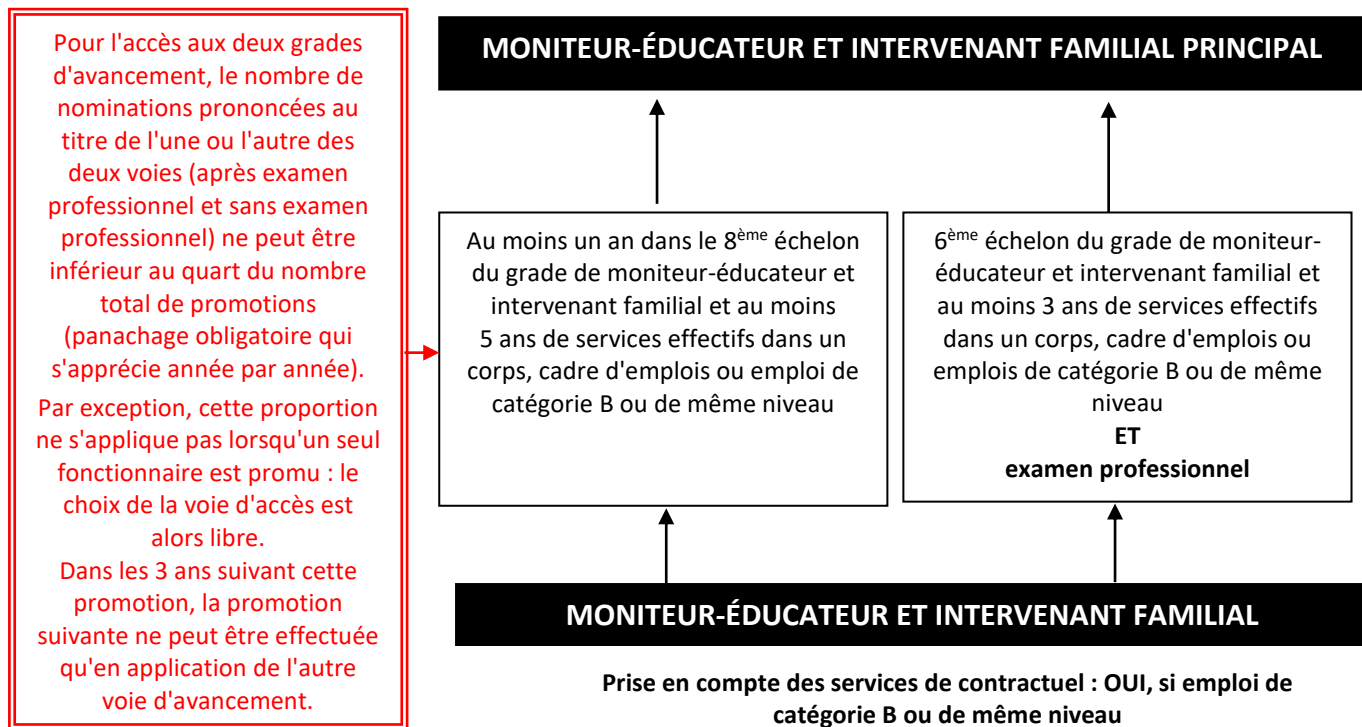 Pour l'accès aux deux grades
d'avancement, le nombre de
nominations prononcées au
titre de l'une ou l'autre des
deux voies (après examen
professionnel et sans examen
professionnel) ne peut être
inférieur au quart du nombre
total de promotions
(panachage obligatoire qui
s'apprécie année par année).
Par exception, cette proportion
ne s'applique pas lorsqu'un seul
fonctionnaire est promu : le
choix de la voie d'accès est
alors libre.
Dans les 3 ans suivant cette
promotion, la promotion
suivante ne peut être effectuée
qu'en application de l'autre
voie d'avancement.
MONITEUR-ÉDUCATEUR ET INTERVENANT FAMILIAL PRINCIPAL
Au moins un an dans le 8ème échelon
du grade de moniteur-éducateur et
intervenant familial et au moins
5 ans de services effectifs dans un
corps, cadre d'emplois ou emploi de
catégorie B ou de même niveau
6ème échelon du grade de moniteur-
éducateur et intervenant familial et
au moins 3 ans de services effectifs
dans un corps, cadre d'emplois ou
emplois de catégorie B ou de même
niveau
ET
examen professionnel
MONITEUR-ÉDUCATEUR ET INTERVENANT FAMILIAL
Prise en compte des services de contractuel : OUI, si emploi de
catégorie B ou de même niveau